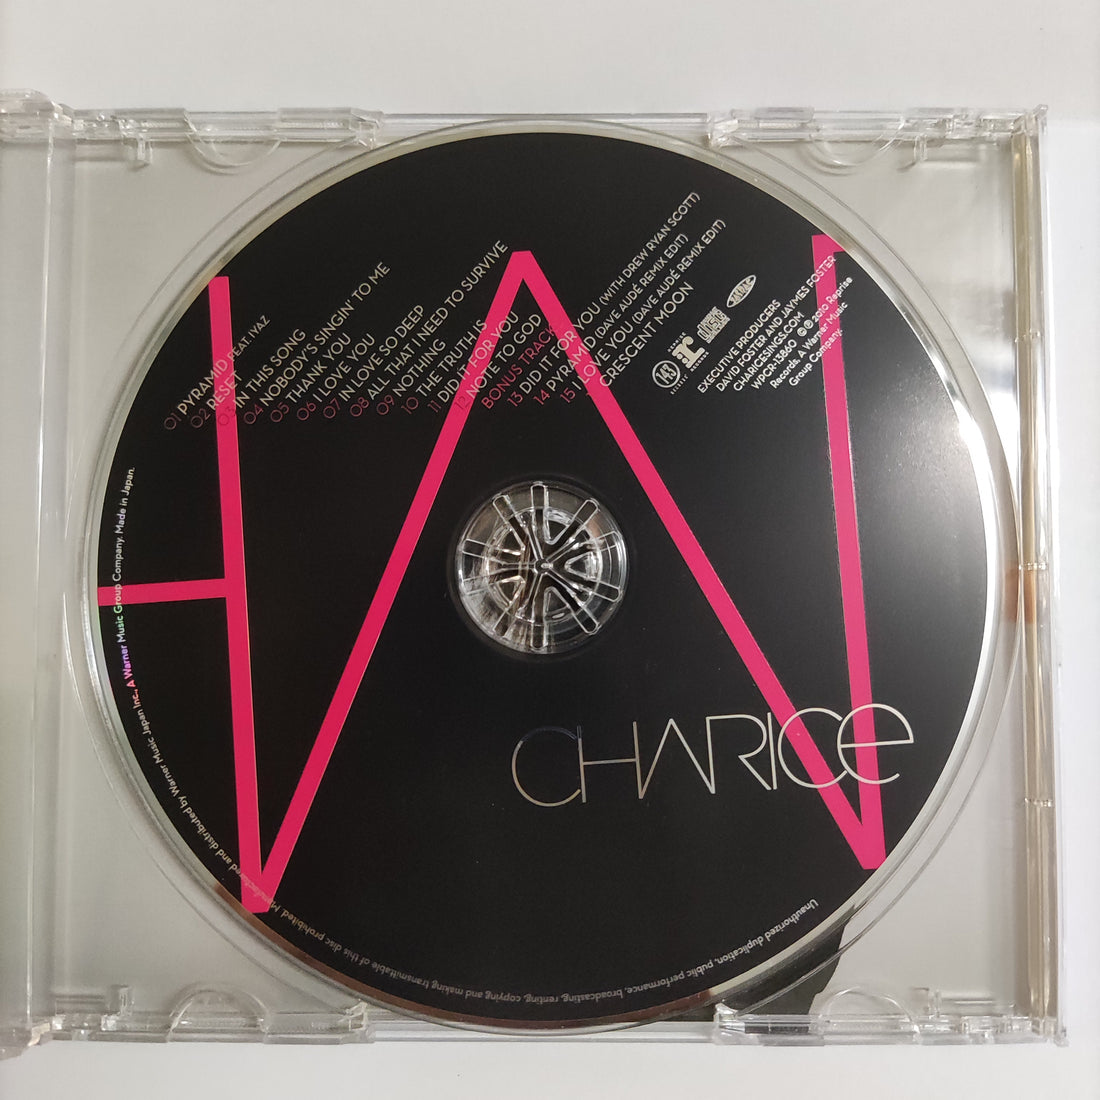 01 PYRAMID FEAT. IYAZ
02 RESET
03 IN THIS SONG
04 NOBODY'S SINGIN' TO ME
05 THANK YOU
06 I LOVE YOU
07 IN LOVE SO DEEP
08 ALL THAT I NEED TO SURVIVE
09 NOTHING
10 THE TRUTH IS
11 DID IT FOR YOU
12 NOTE TO GOD
BONUS TRACK
13 DID IT FOR YOU (WITH DREW RYAN SCOTT)
14 PYRAMID (DAVE AUDÉ REMIX EDIT)
15 I LOVE YOU (DAVE AUDÉ REMIX EDIT)
CRESCENT MOON
143
r
disc
EXECUTIVE PRODUCERS
DAVID FOSTER AND JAYMES FOSTER
CHARICESINGS.COM
WPCR-13860 ©℗ 2010 Reprise
Records, A Warner Music
Group Company.
CHARICE
Unauthorized duplication, public performance, broadcasting, renting, copying and making transmittable of this disc prohibited. Manufactured and distributed by Warner Music Japan Inc., A Warner Music Group Company. Made in Japan.